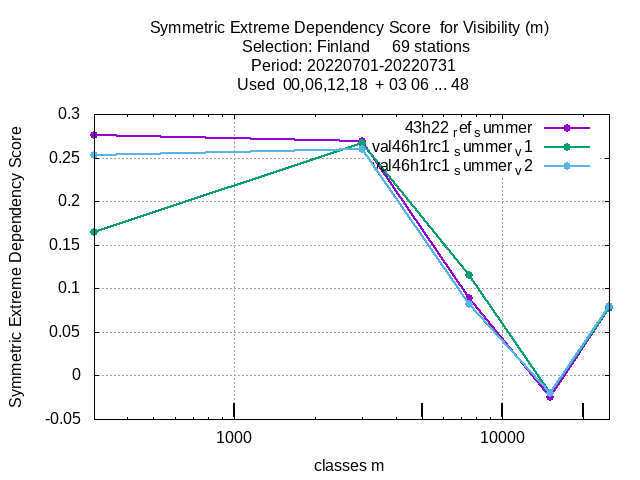 Symmetric Extreme Dependency Score  for Visibility (m)
Selection: Finland     69 stations
Period: 20220701-20220731
Used  00,06,12,18  + 03 06 ... 48
Symmetric Extreme Dependency Score
0.3
0.25
0.2
0.15
0.1
0.05
0
-0.05
43h22_ref_summer
val46h1rc1_summer_v1
val46h1rc1_summer_v2
1000
10000
classes m